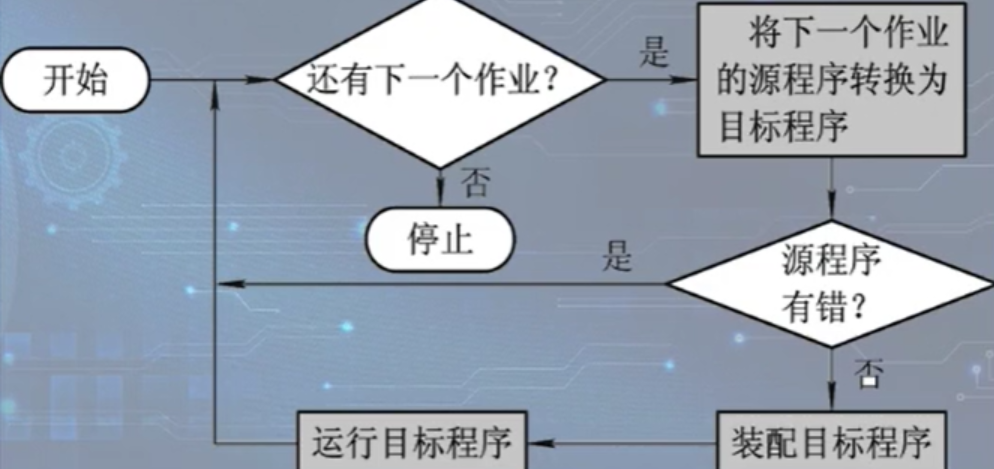 开始
还有下一个作业?
是
将下一个作业
的源程序转换为
目标程序
否
停止
是
源程序
有错?
否
运行目标程序
装配目标程序